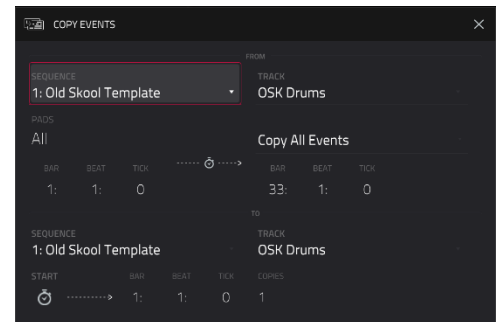 COPY EVENTS
FROM
SEQUENCE
TRACK
1: Old Skool Template
OSK Drums
PADS
All
Copy All Events
BAR BEAT TICK
BAR BEAT TICK
1: 1: 0
33: 1: 0
TO
SEQUENCE
TRACK
1: Old Skool Template
OSK Drums
START BAR BEAT TICK COPIES
1: 1: 0 1